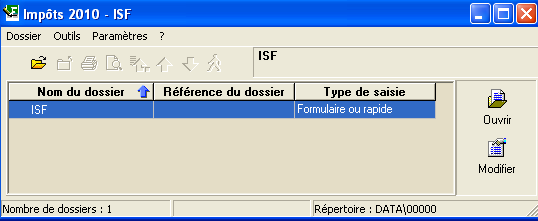 Impôts 2010 - ISF
Dossier Outils Paramètres ?
ISF
Nom du dossier Référence du dossier Type de saisie
ISF Formulaire ou rapide
Ouvrir
Modifier
Nombre de dossiers : 1 Répertoire : DATA\00000